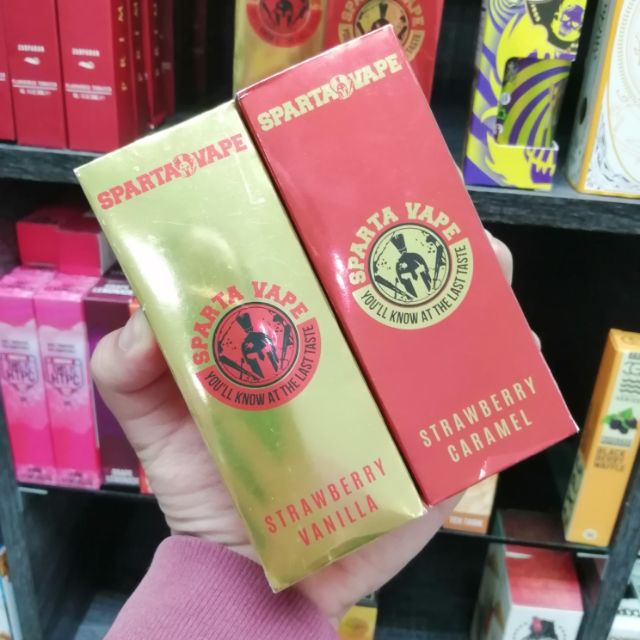 SPARTA VAPE
SPARTA VAPE
YOU'LL KNOW AT THE LAST TASTE
STRAWBERRY
VANILLA
SPARTA VAPE
SPARTA VAPE
YOU'LL KNOW AT THE LAST TASTE
STRAWBERRY
CARAMEL